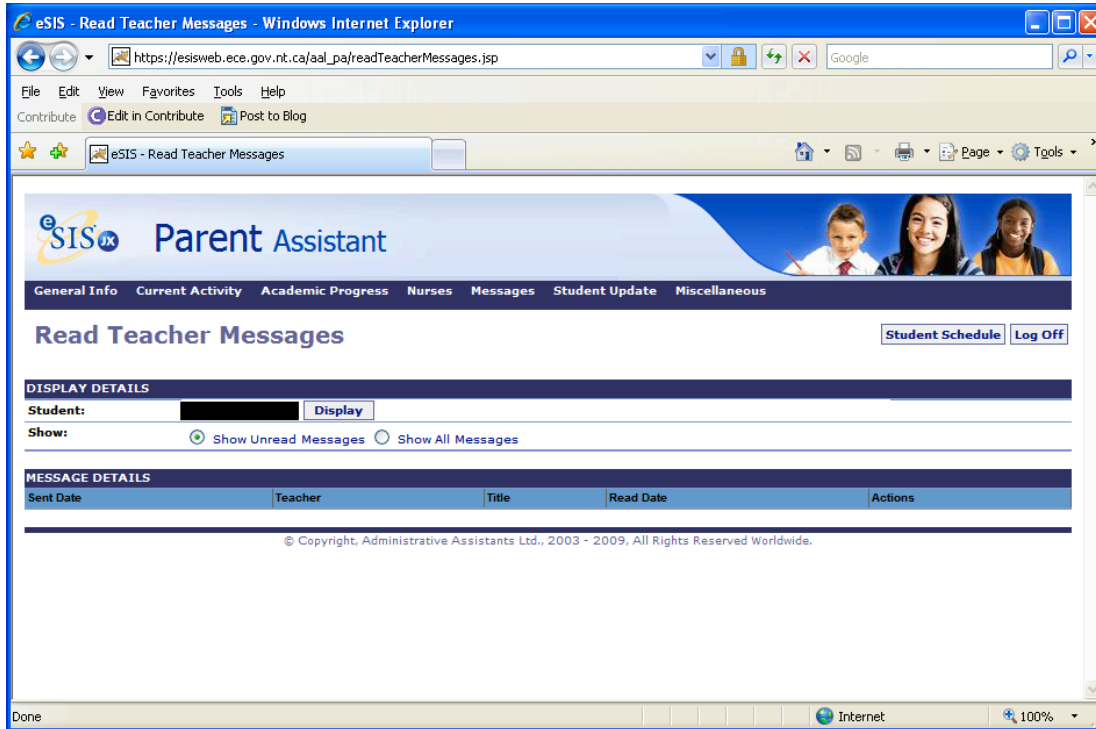 eSIS - Read Teacher Messages - Windows Internet Explorer
https://esisweb.ece.gov.nt.ca/aal_pa/readTeacherMessages.jsp Google
File Edit View Favorites Tools Help
Contribute Edit in Contribute Post to Blog
eSIS - Read Teacher Messages Page Tools
eSIS JX Parent Assistant
General Info Current Activity Academic Progress Nurses Messages Student Update Miscellaneous
Read Teacher Messages Student Schedule Log Off
DISPLAY DETAILS
Student: Display
Show: Show Unread Messages Show All Messages
MESSAGE DETAILS
Sent Date Teacher Title Read Date Actions
© Copyright, Administrative Assistants Ltd., 2003 - 2009, All Rights Reserved Worldwide.
Done Internet 100%